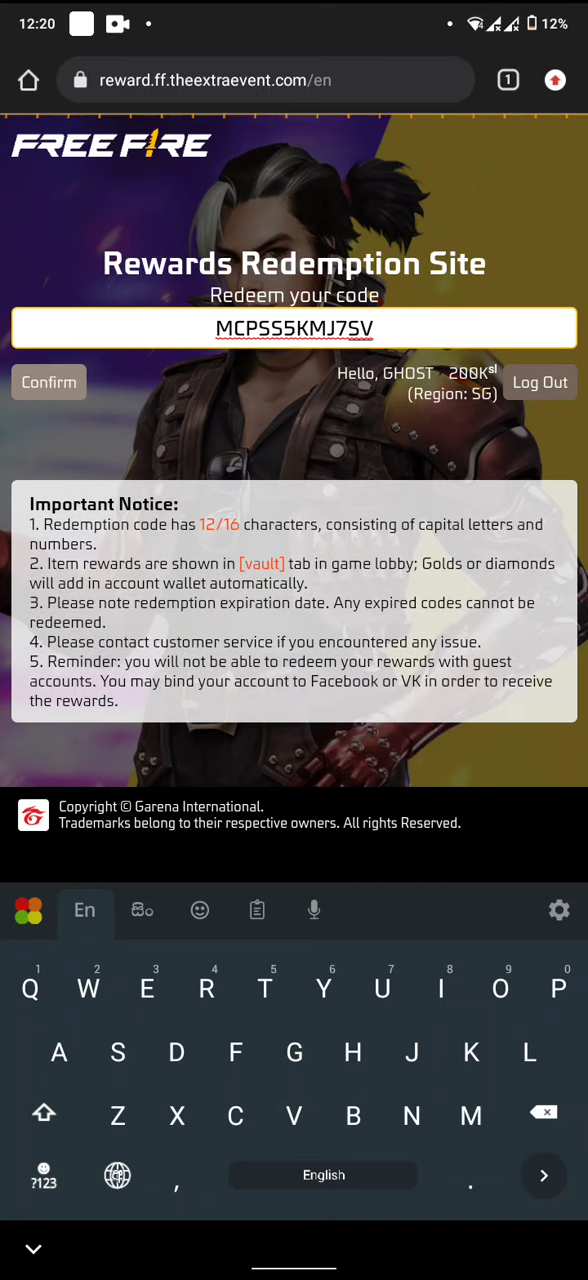 12:20
12%
reward.ff.theextraevent.com/en
1
FREE FIRE
Rewards Redemption Site
Redeem your code
MCPSS5KMJ7SV
Confirm
Hello, GHOST 200Kˢˡ
(Region: SG)
Log Out
Important Notice:
1. Redemption code has 12/16 characters, consisting of capital letters and
numbers.
2. Item rewards are shown in [vault] tab in game lobby; Golds or diamonds
will add in account wallet automatically.
3. Please note redemption expiration date. Any expired codes cannot be
redeemed.
4. Please contact customer service if you encountered any issue.
5. Reminder: you will not be able to redeem your rewards with guest
accounts. You may bind your account to Facebook or VK in order to receive
the rewards.
Copyright © Garena International.
Trademarks belong to their respective owners. All rights Reserved.
En
1 2 3 4 5 6 7 8 9 0
Q W E R T Y U I O P
A S D F G H J K L
Z X C V B N M
?123 , English .